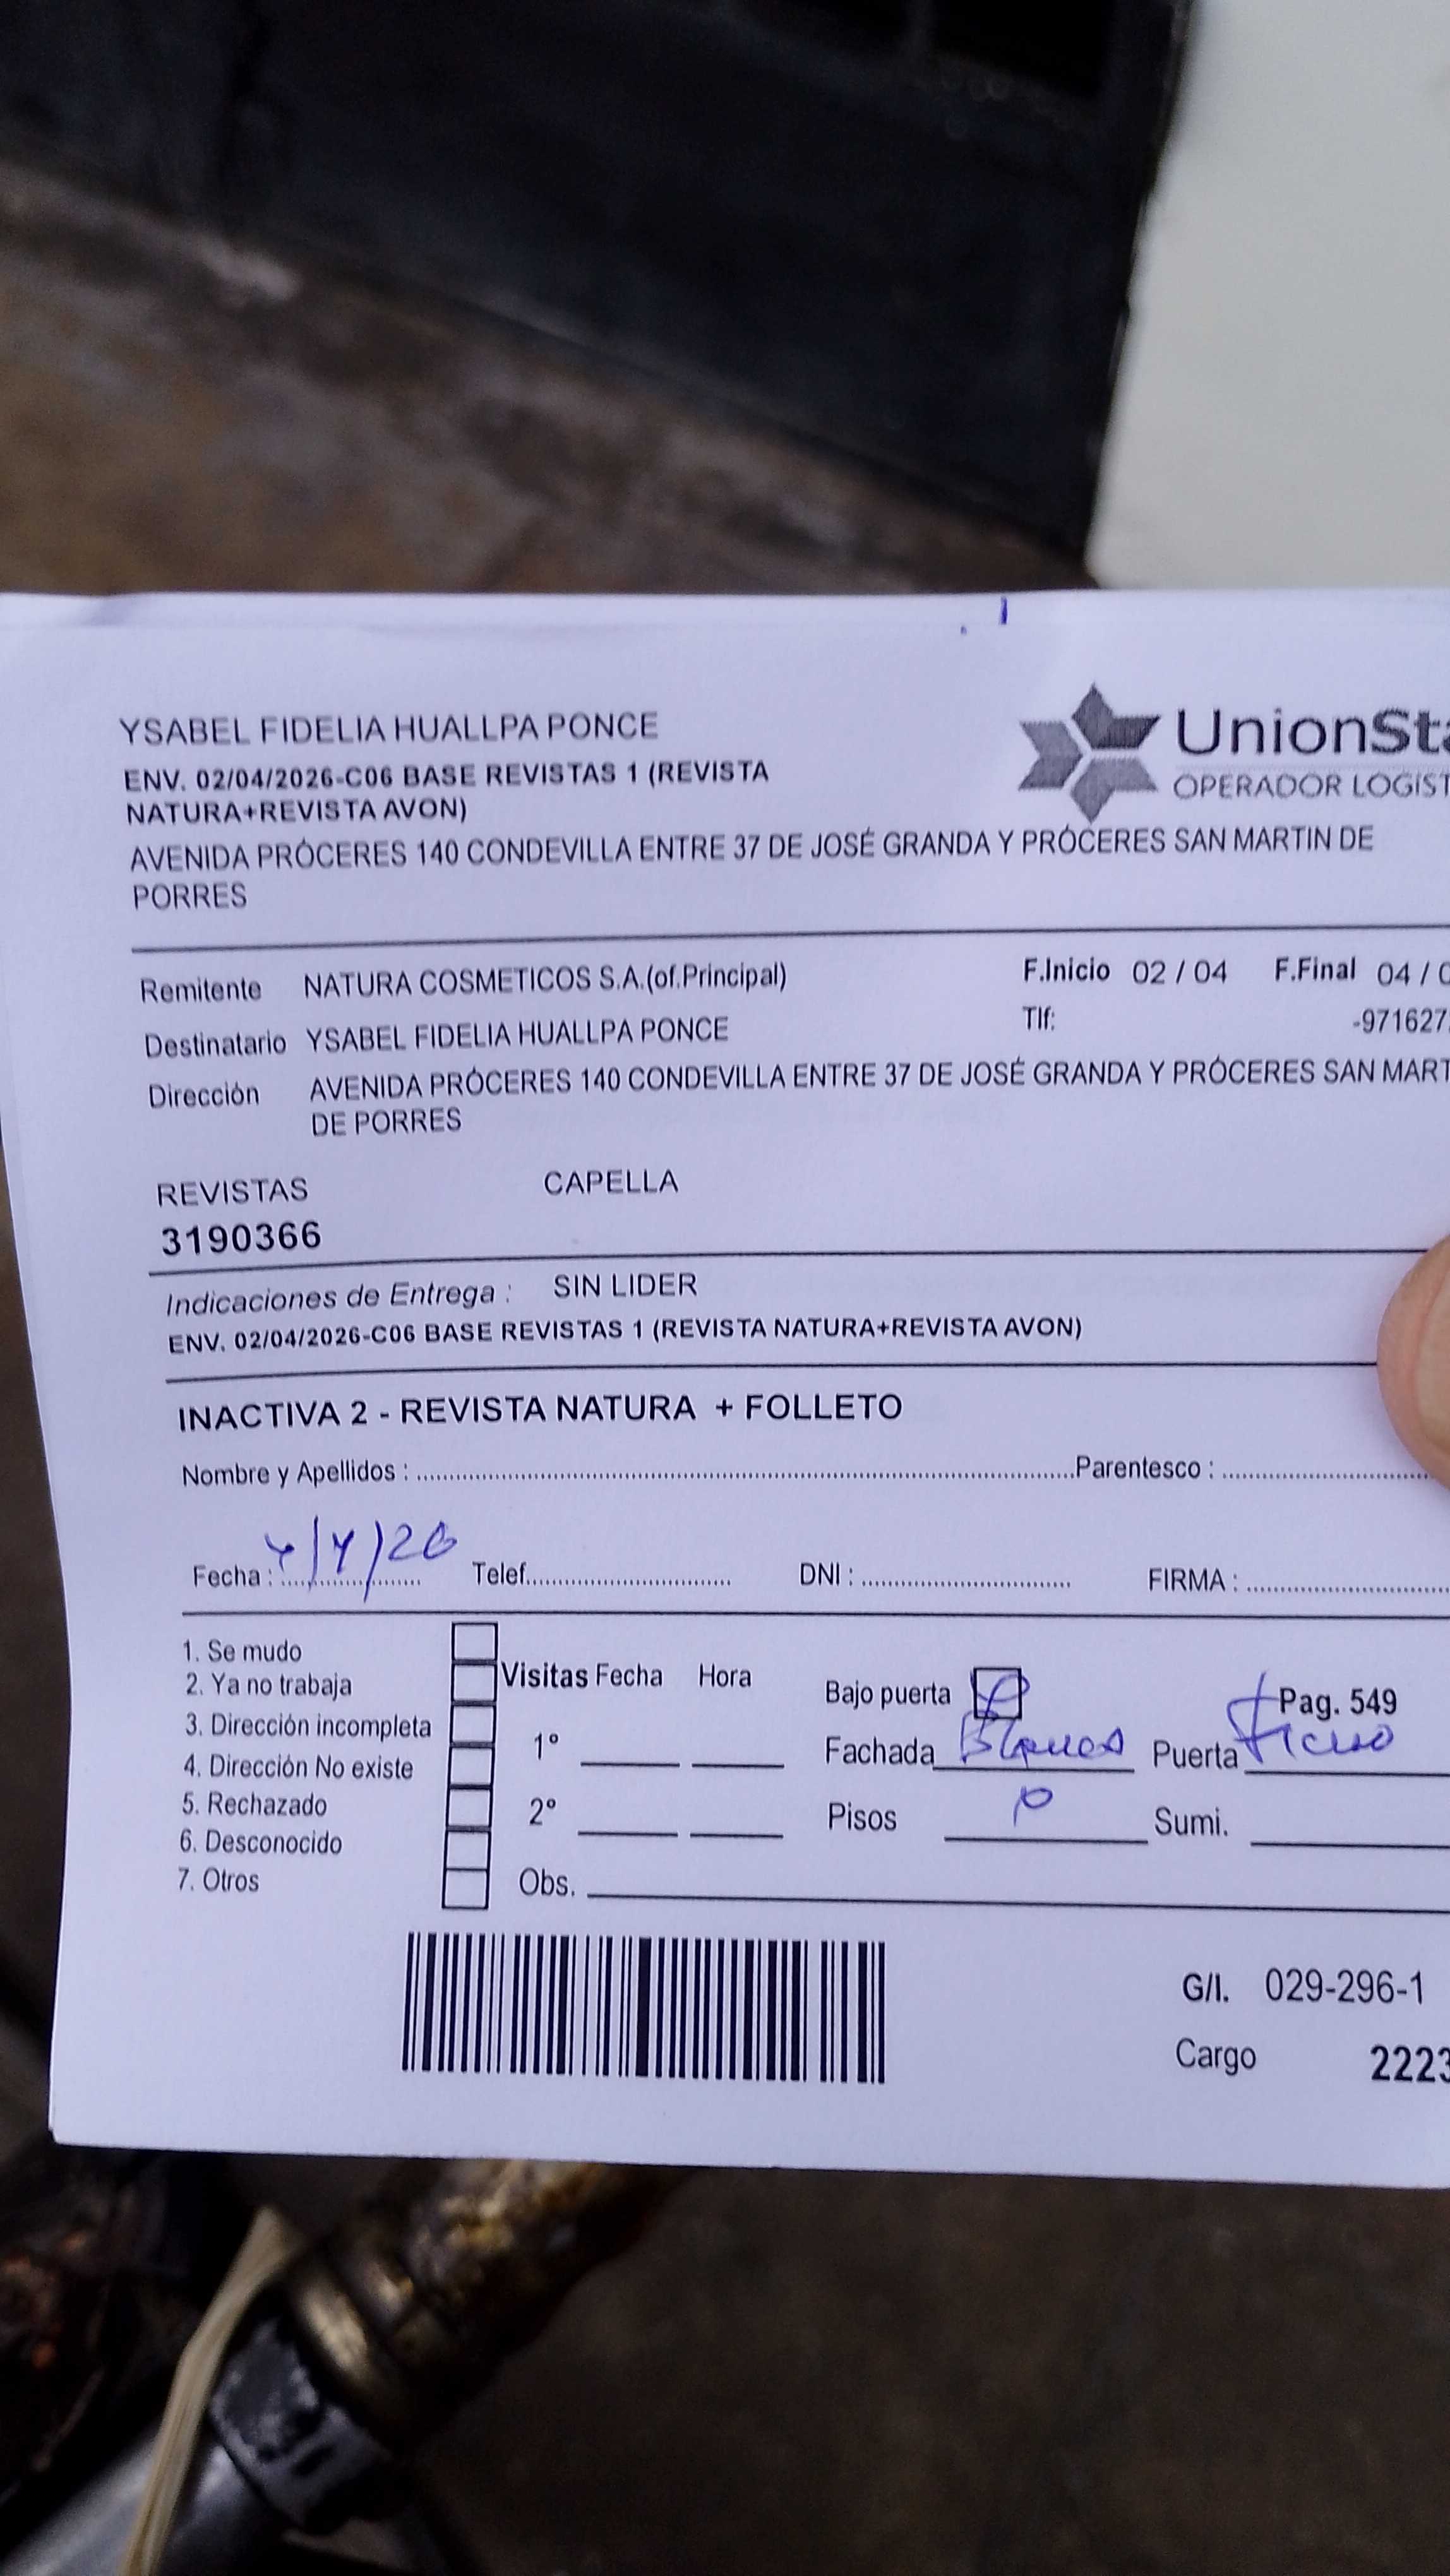 YSABEL FIDELIA HUALLPA PONCE
ENV. 02/04/2026-C06 BASE REVISTAS 1 (REVISTA
NATURA+REVISTA AVON)
AVENIDA PRÓCERES 140 CONDEVILLA ENTRE 37 DE JOSÉ GRANDA Y PRÓCERES SAN MARTIN DE
PORRES
UnionSta
OPERADOR LOGIST
Remitente NATURA COSMETICOS S.A.(of.Principal) F.Inicio 02 / 04 F.Final 04 / 0
Destinatario YSABEL FIDELIA HUALLPA PONCE Tlf: -971627
Dirección AVENIDA PRÓCERES 140 CONDEVILLA ENTRE 37 DE JOSÉ GRANDA Y PRÓCERES SAN MART
DE PORRES
REVISTAS CAPELLA
3190366
Indicaciones de Entrega : SIN LIDER
ENV. 02/04/2026-C06 BASE REVISTAS 1 (REVISTA NATURA+REVISTA AVON)
INACTIVA 2 - REVISTA NATURA + FOLLETO
Nombre y Apellidos : Parentesco :
Fecha : 4/4/26 Telef. DNI : FIRMA :
1. Se mudo
2. Ya no trabaja
3. Dirección incompleta
4. Dirección No existe
5. Rechazado
6. Desconocido
7. Otros
Visitas Fecha Hora
1°
2°
Obs.
Bajo puerta Pag. 549
Fachada Puerta
Pisos Sumi.
G/I. 029-296-1
Cargo 2223